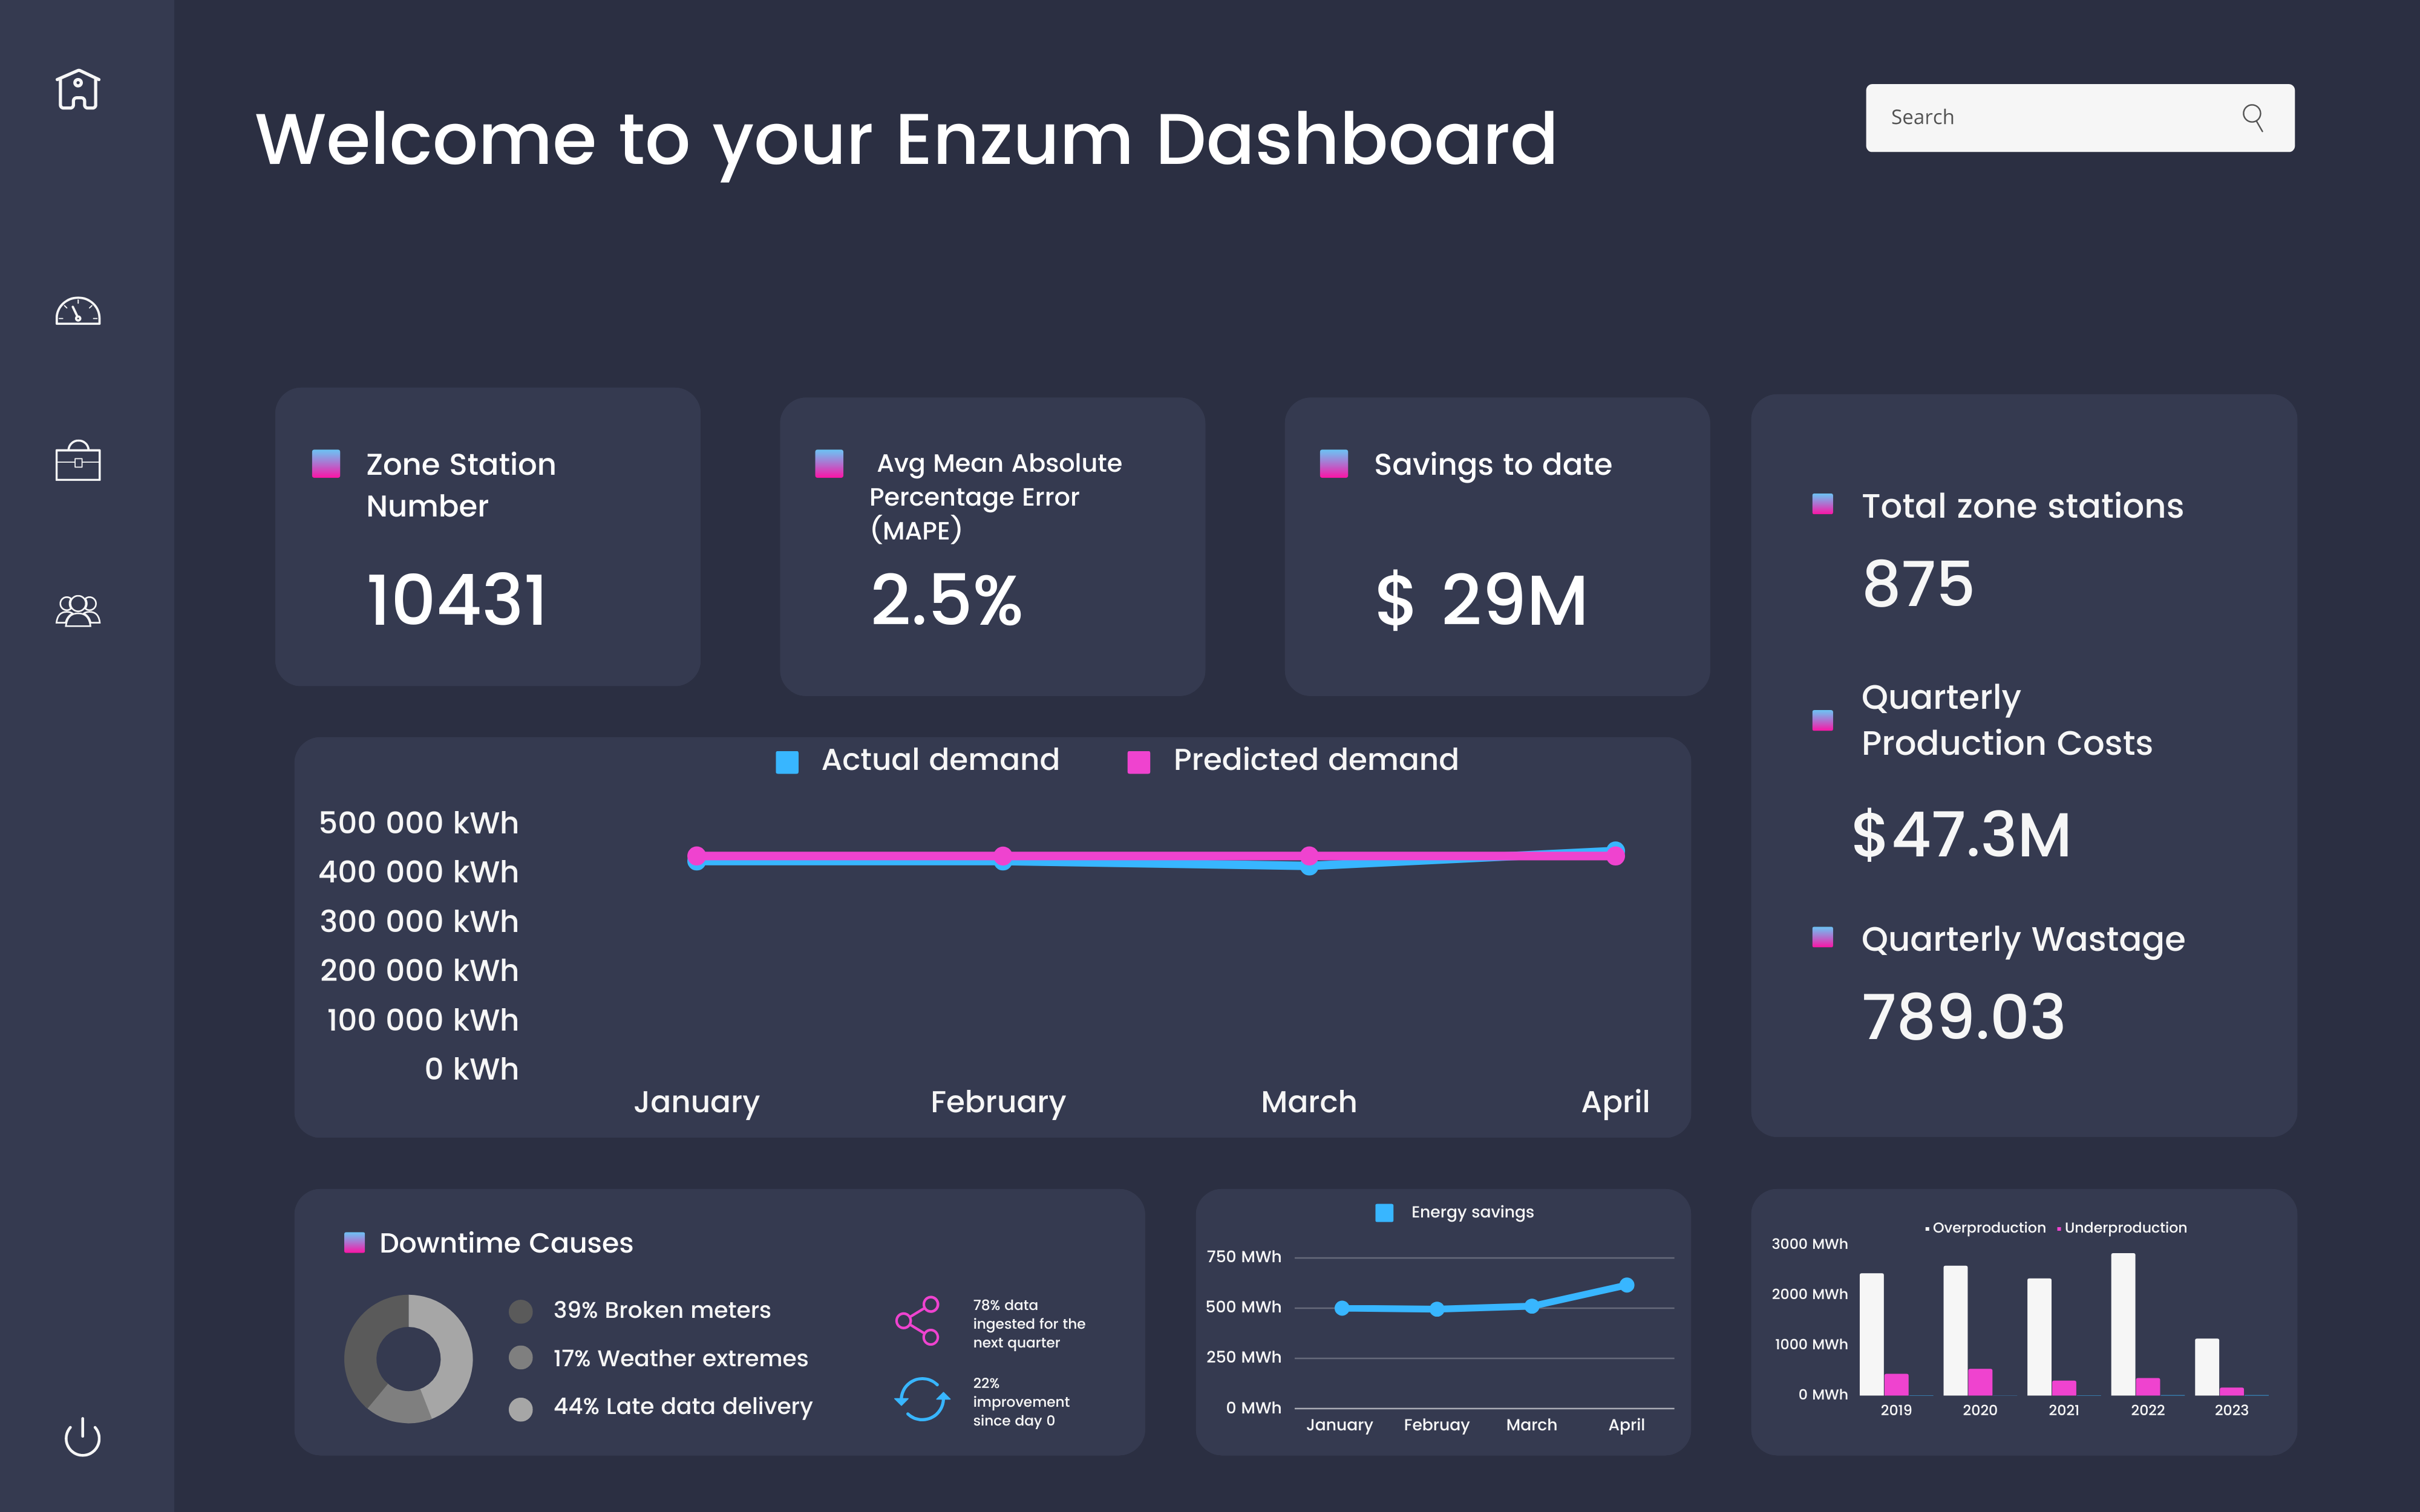 Welcome to your Enzum Dashboard
Search
Zone Station
Number
10431
Avg Mean Absolute
Percentage Error
(MAPE)
2.5%
Savings to date
$ 29M
Total zone stations
875
Quarterly
Production Costs
$47.3M
Quarterly Wastage
789.03
Actual demand
Predicted demand
500 000 kWh
400 000 kWh
300 000 kWh
200 000 kWh
100 000 kWh
0 kWh
January
February
March
April
Downtime Causes
39% Broken meters
17% Weather extremes
44% Late data delivery
78% data
ingested for the
next quarter
22%
improvement
since day 0
Energy savings
750 MWh
500 MWh
250 MWh
0 MWh
January
Februay
March
April
Overproduction
Underproduction
3000 MWh
2000 MWh
1000 MWh
0 MWh
2019
2020
2021
2022
2023